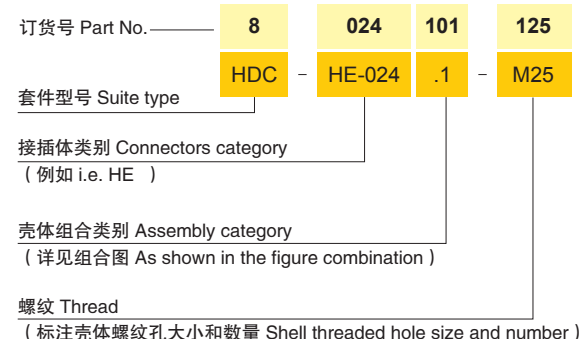 订货号 Part No. 8 024 101 125
HDC - HE-024 .1 - M25
套件型号 Suite type
接插体类别 Connectors category
(例如 i.e. HE )
壳体组合类别 Assembly category
(详见组合图 As shown in the figure combination)
螺纹 Thread
(标注壳体螺纹孔大小和数量 Shell threaded hole size and number)